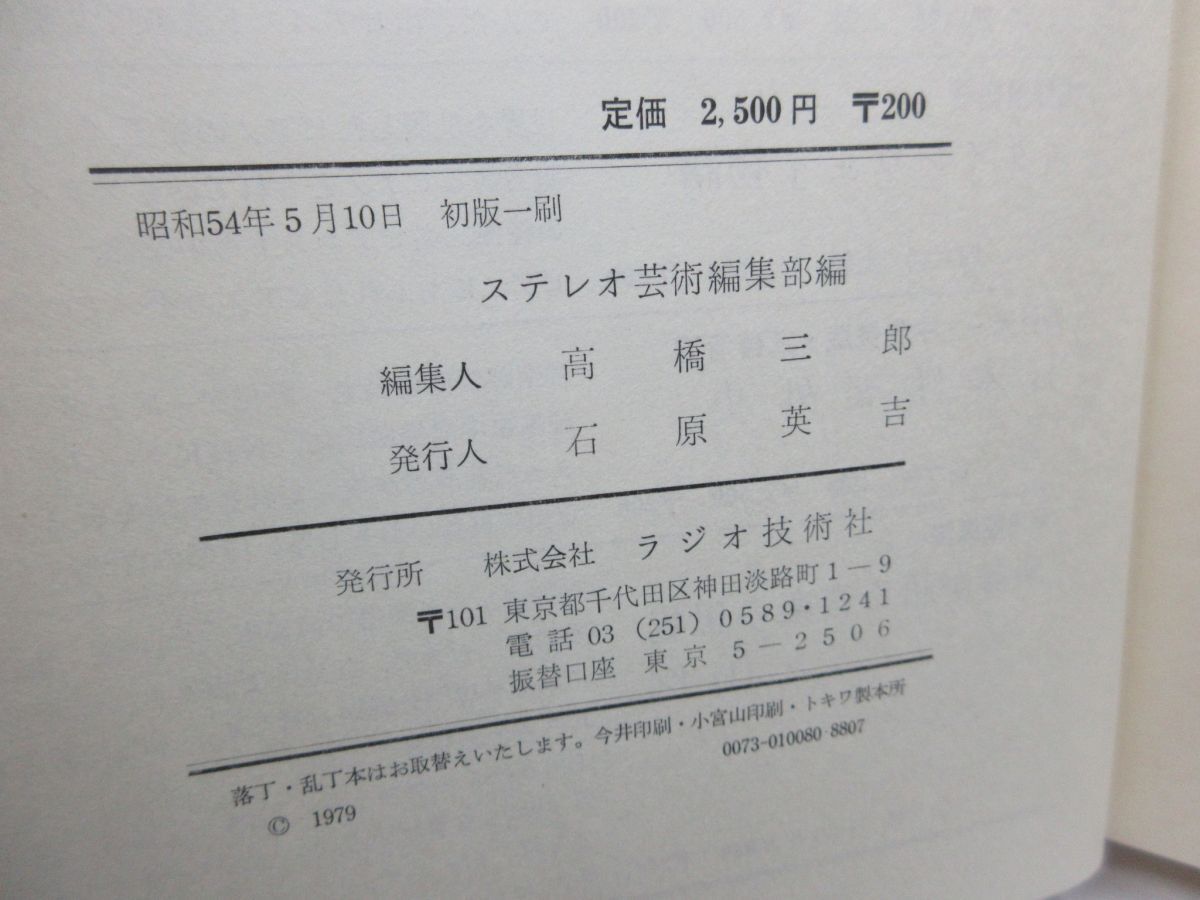 定価 2,500円 〒200
昭和54年5月10日 初版一刷
ステレオ芸術編集部編
編集人 高橋三郎
発行人 石原英吉
発行所 株式会社 ラジオ技術社
〒101 東京都千代田区神田淡路町1-9
電話 03 (251) 0589・1241
振替口座 東京 5-2506
落丁・乱丁本はお取替えいたします。今井印刷・小宮山印刷・トキワ製本所
© 1979 0073-010080-8807